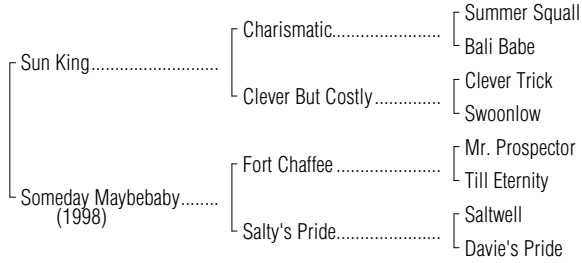 Summer Squall
Charismatic.....................
Bali Babe
Sun King.........................
Clever Trick
Clever But Costly.............
Swoonlow
Mr. Prospector
Fort Chaffee ....................
Till Eternity
Someday Maybebaby.......
(1998)
Saltwell
Salty's Pride....................
Davie's Pride